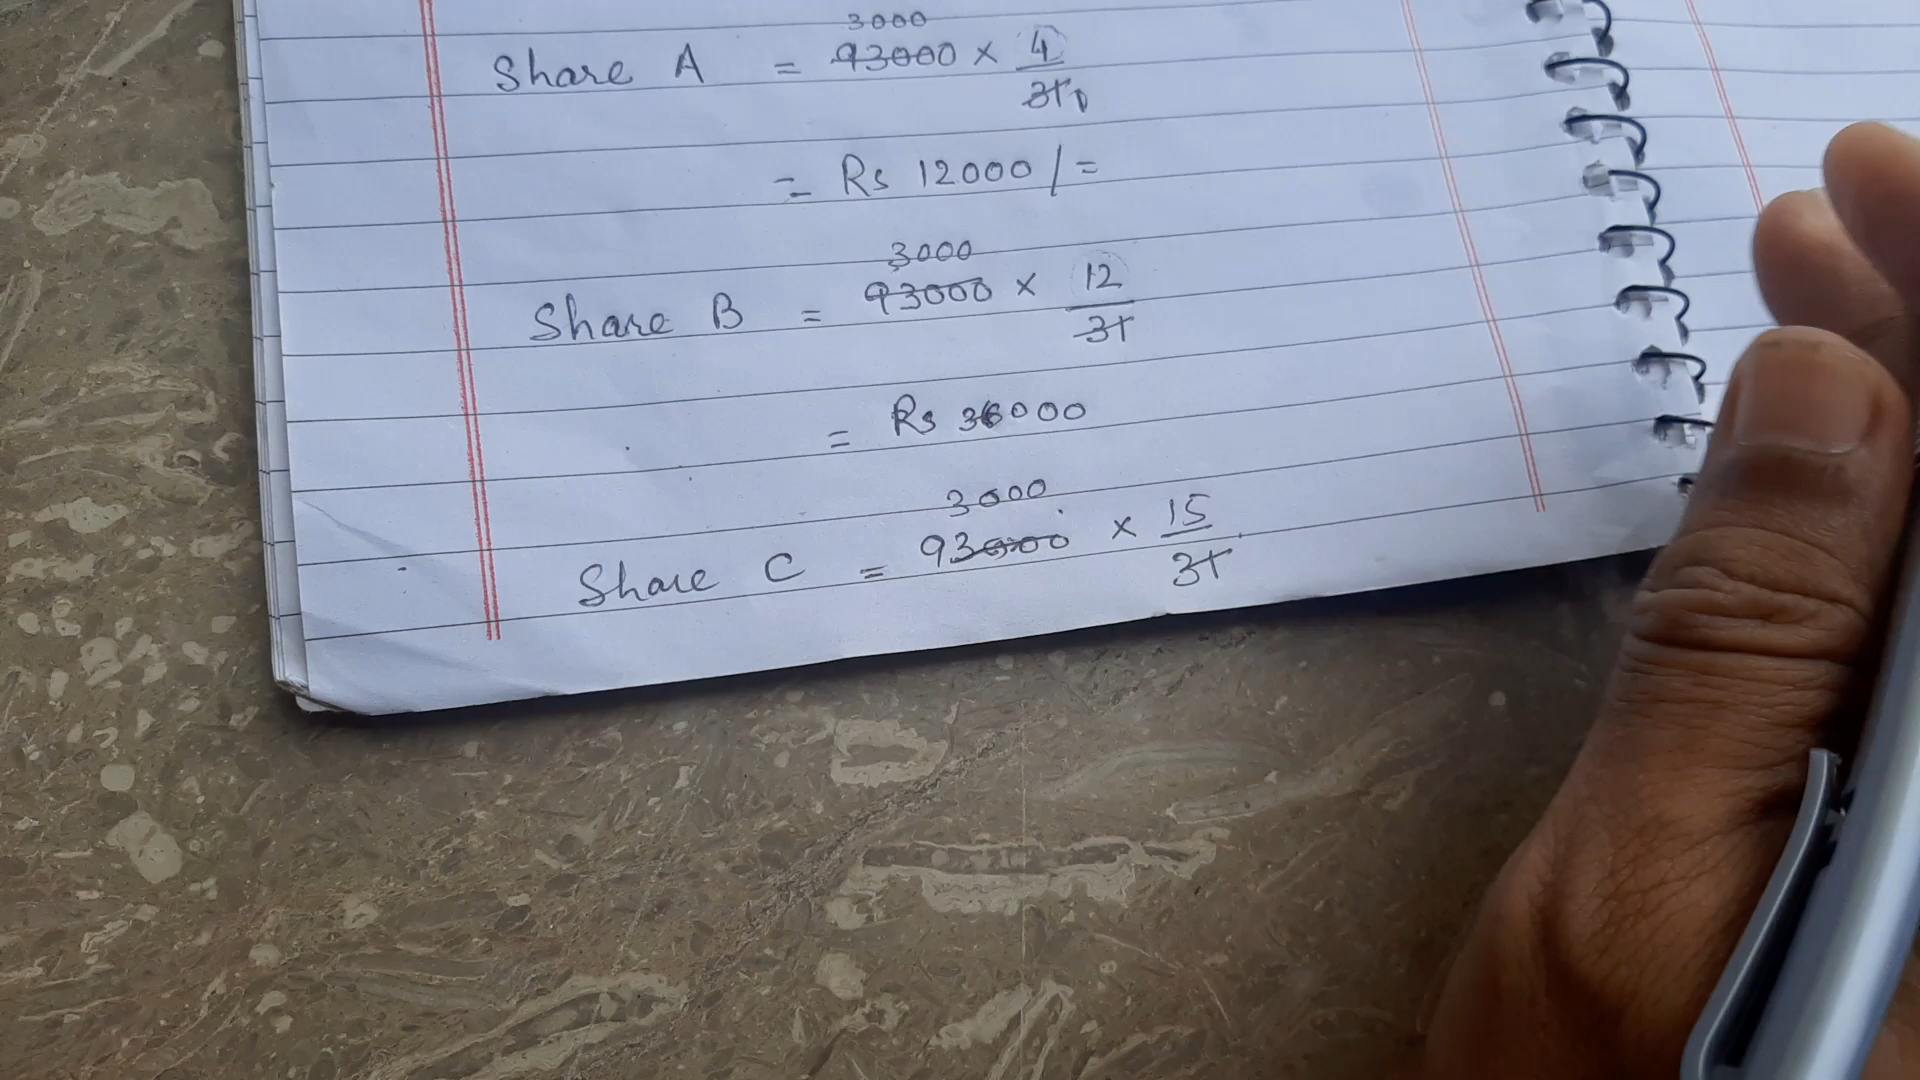 3000
Share A = 93000 × 4/31 1
= Rs 12000/=
3000
Share B = 93000 × 12/31
= Rs 36000
3000
Share C = 93000 × 15/31